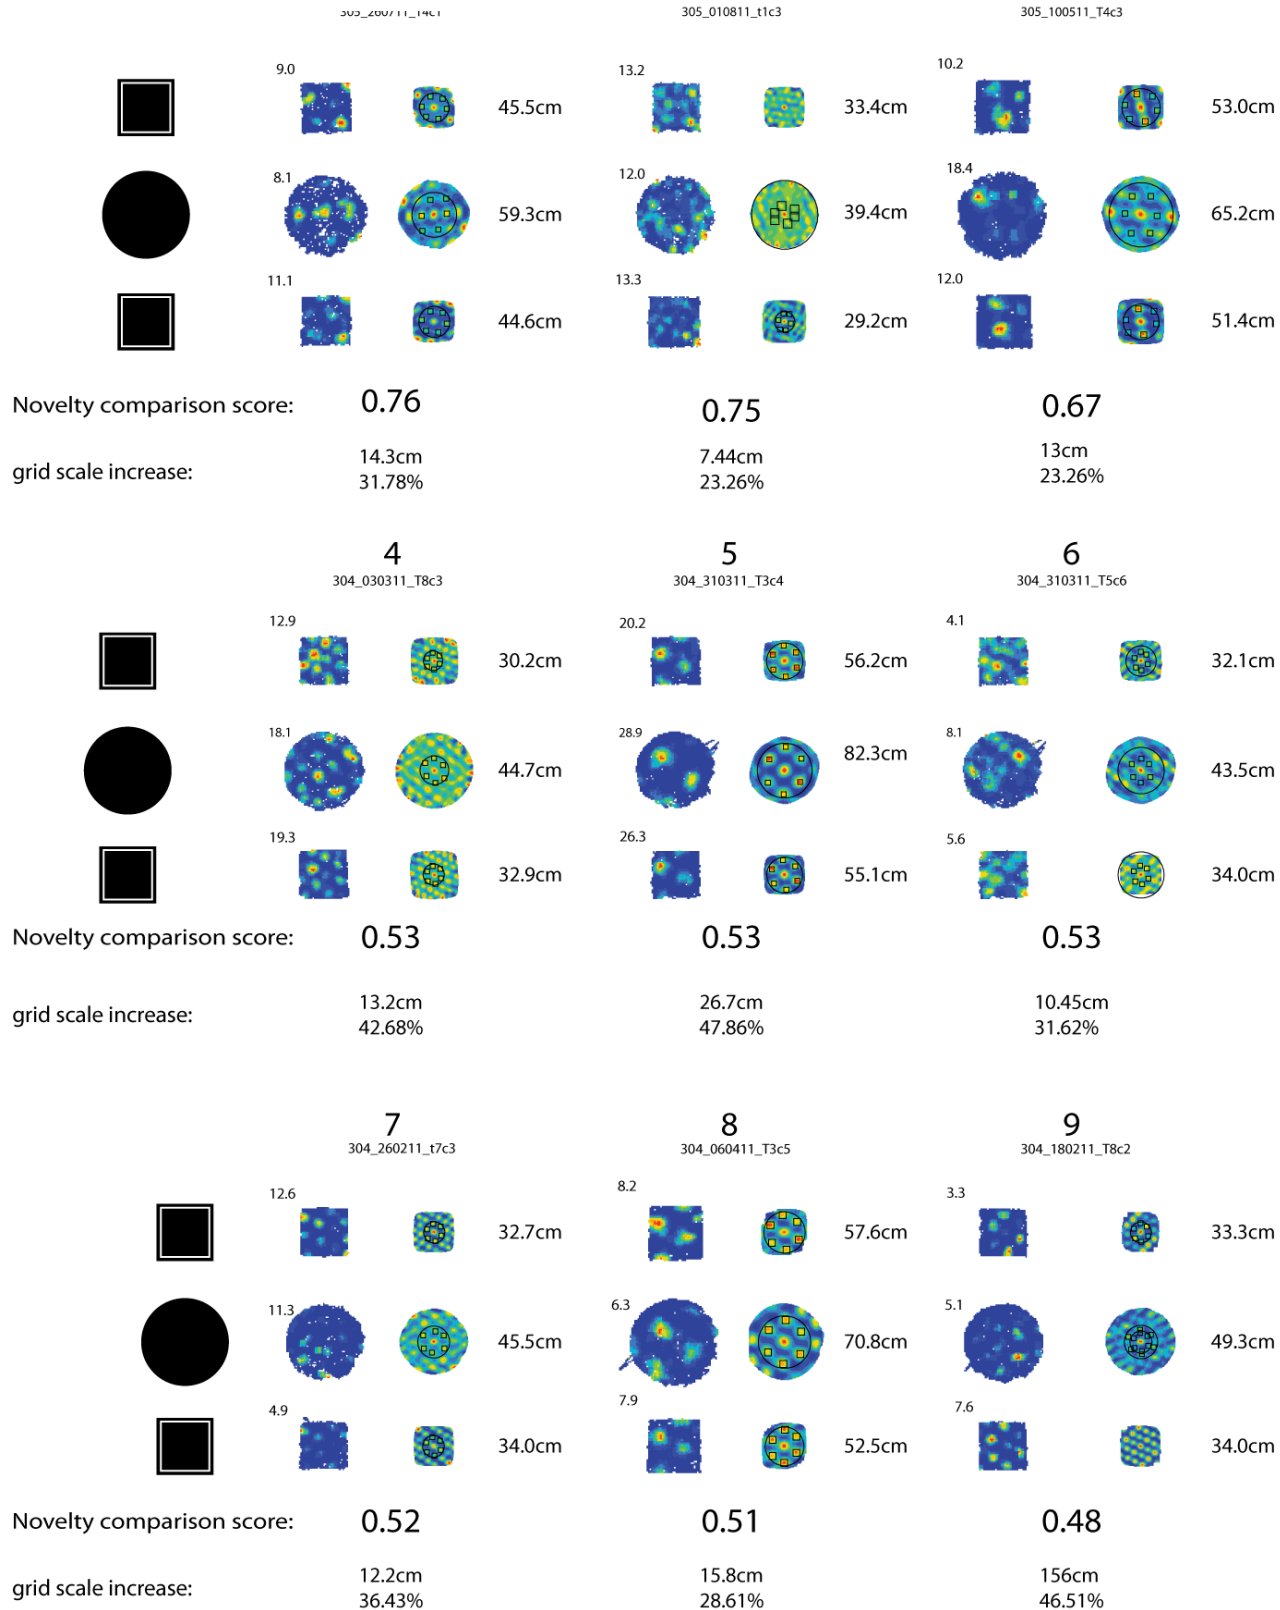 305_260711_T4c1 305_010811_t1c3 305_100511_T4c3
9.0 45.5cm 13.2 33.4cm 10.2 53.0cm
8.1 59.3cm 12.0 39.4cm 18.4 65.2cm
11.1 44.6cm 13.3 29.2cm 12.0 51.4cm
Novelty comparison score: 0.76 0.75 0.67
grid scale increase: 14.3cm 7.44cm 13cm
31.78% 23.26% 23.26%
4 5 6
304_030311_T8c3 304_310311_T3c4 304_310311_T5c6
12.9 30.2cm 20.2 56.2cm 4.1 32.1cm
18.1 44.7cm 28.9 82.3cm 8.1 43.5cm
19.3 32.9cm 26.3 55.1cm 5.6 34.0cm
Novelty comparison score: 0.53 0.53 0.53
grid scale increase: 13.2cm 26.7cm 10.45cm
42.68% 47.86% 31.62%
7 8 9
304_260211_t7c3 304_060411_T3c5 304_180211_T8c2
12.6 32.7cm 8.2 57.6cm 3.3 33.3cm
11.3 45.5cm 6.3 70.8cm 5.1 49.3cm
4.9 34.0cm 7.9 52.5cm 7.6 34.0cm
Novelty comparison score: 0.52 0.51 0.48
grid scale increase: 12.2cm 15.8cm 156cm
36.43% 28.61% 46.51%